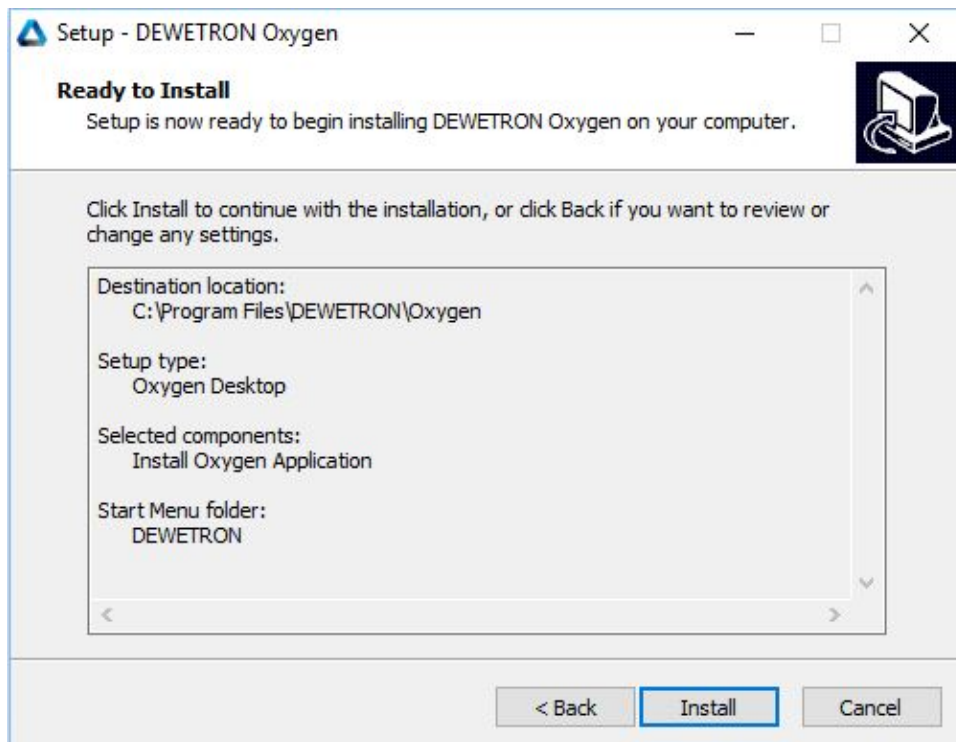 Setup - DEWETRON Oxygen
Ready to Install
Setup is now ready to begin installing DEWETRON Oxygen on your computer.
Click Install to continue with the installation, or click Back if you want to review or
change any settings.
Destination location:
C:\Program Files\DEWETRON\Oxygen
Setup type:
Oxygen Desktop
Selected components:
Install Oxygen Application
Start Menu folder:
DEWETRON
< Back
Install
Cancel